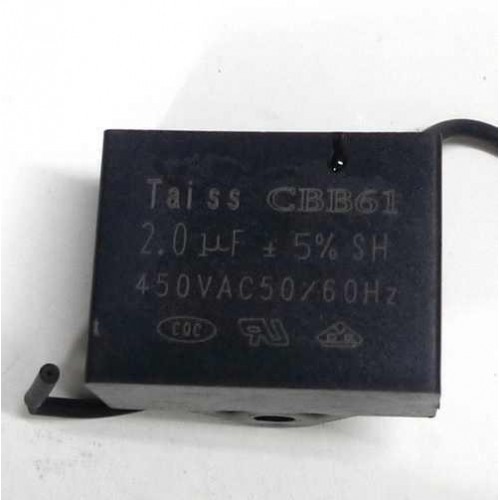 Taiss CBB61
2.0μF ± 5% SH
450VAC50/60Hz
CQC